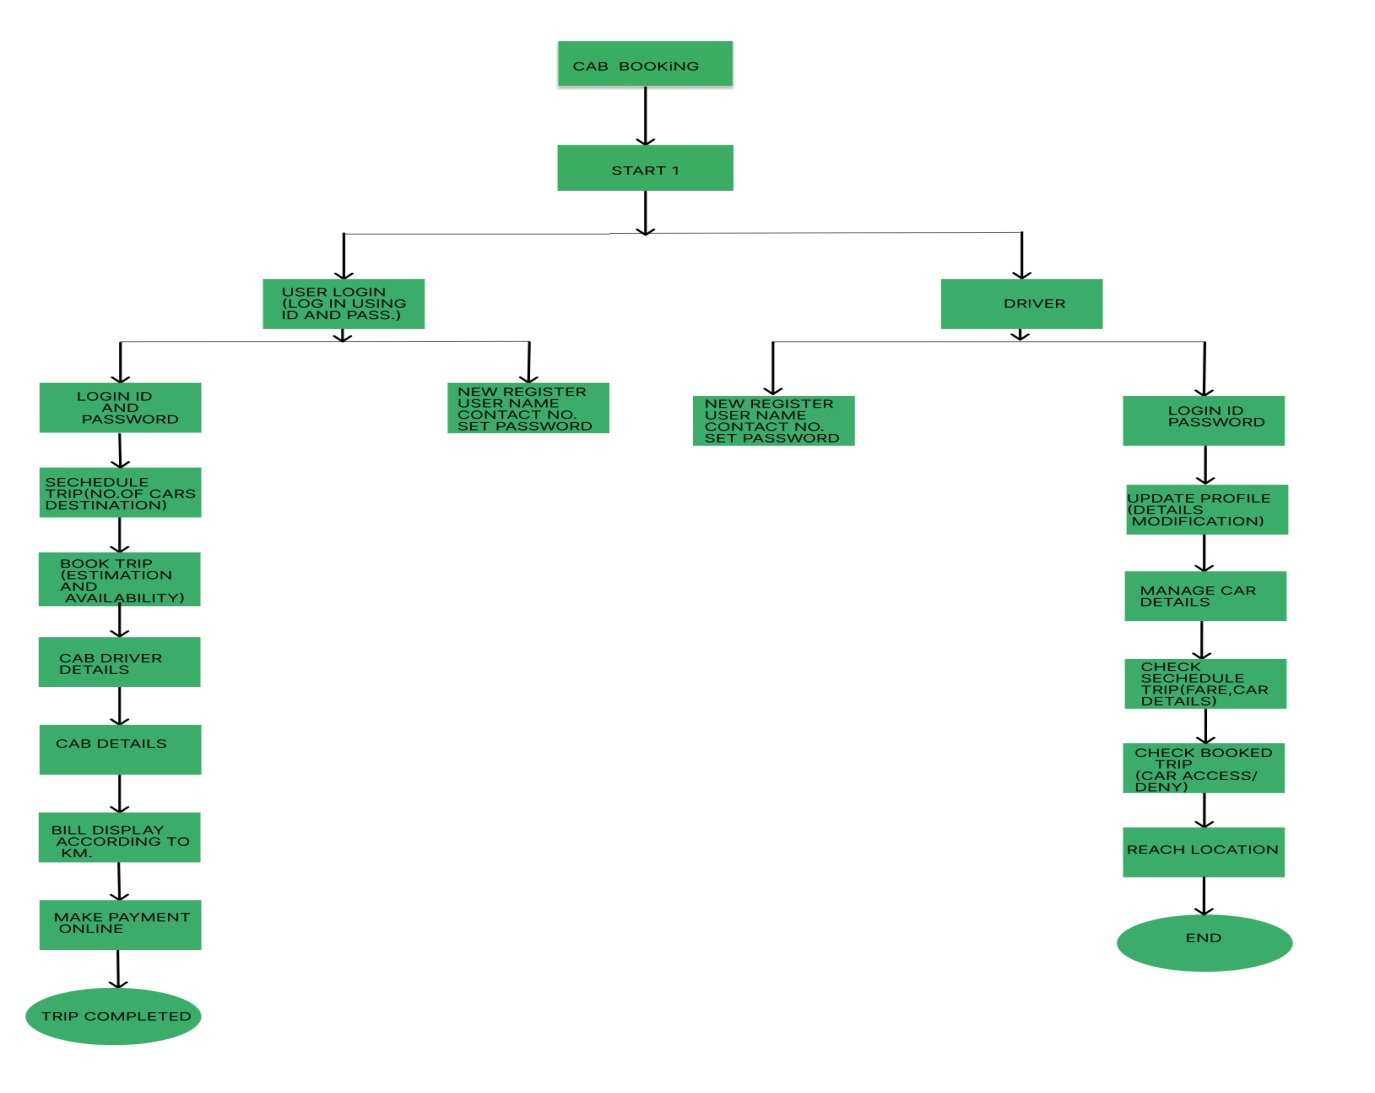 CAB BOOKiNG
START 1
USER LOGIN
(LOG IN USING
ID AND PASS.)
DRIVER
LOGIN ID
AND
PASSWORD
NEW REGISTER
USER NAME
CONTACT NO.
SET PASSWORD
NEW REGISTER
USER NAME
CONTACT NO.
SET PASSWORD
LOGIN ID
PASSWORD
SECHEDULE
TRIP(NO.OF CARS
DESTINATION)
BOOK TRIP
(ESTIMATION
AND
AVAILABILITY)
CAB DRIVER
DETAILS
CAB DETAILS
BILL DISPLAY
ACCORDING TO
KM.
MAKE PAYMENT
ONLINE
TRIP COMPLETED
UPDATE PROFILE
(DETAILS
MODIFICATION)
MANAGE CAR
DETAILS
CHECK
SECHEDULE
TRIP(FARE,CAR
DETAILS)
CHECK BOOKED
TRIP
(CAR ACCESS/
DENY)
REACH LOCATION
END